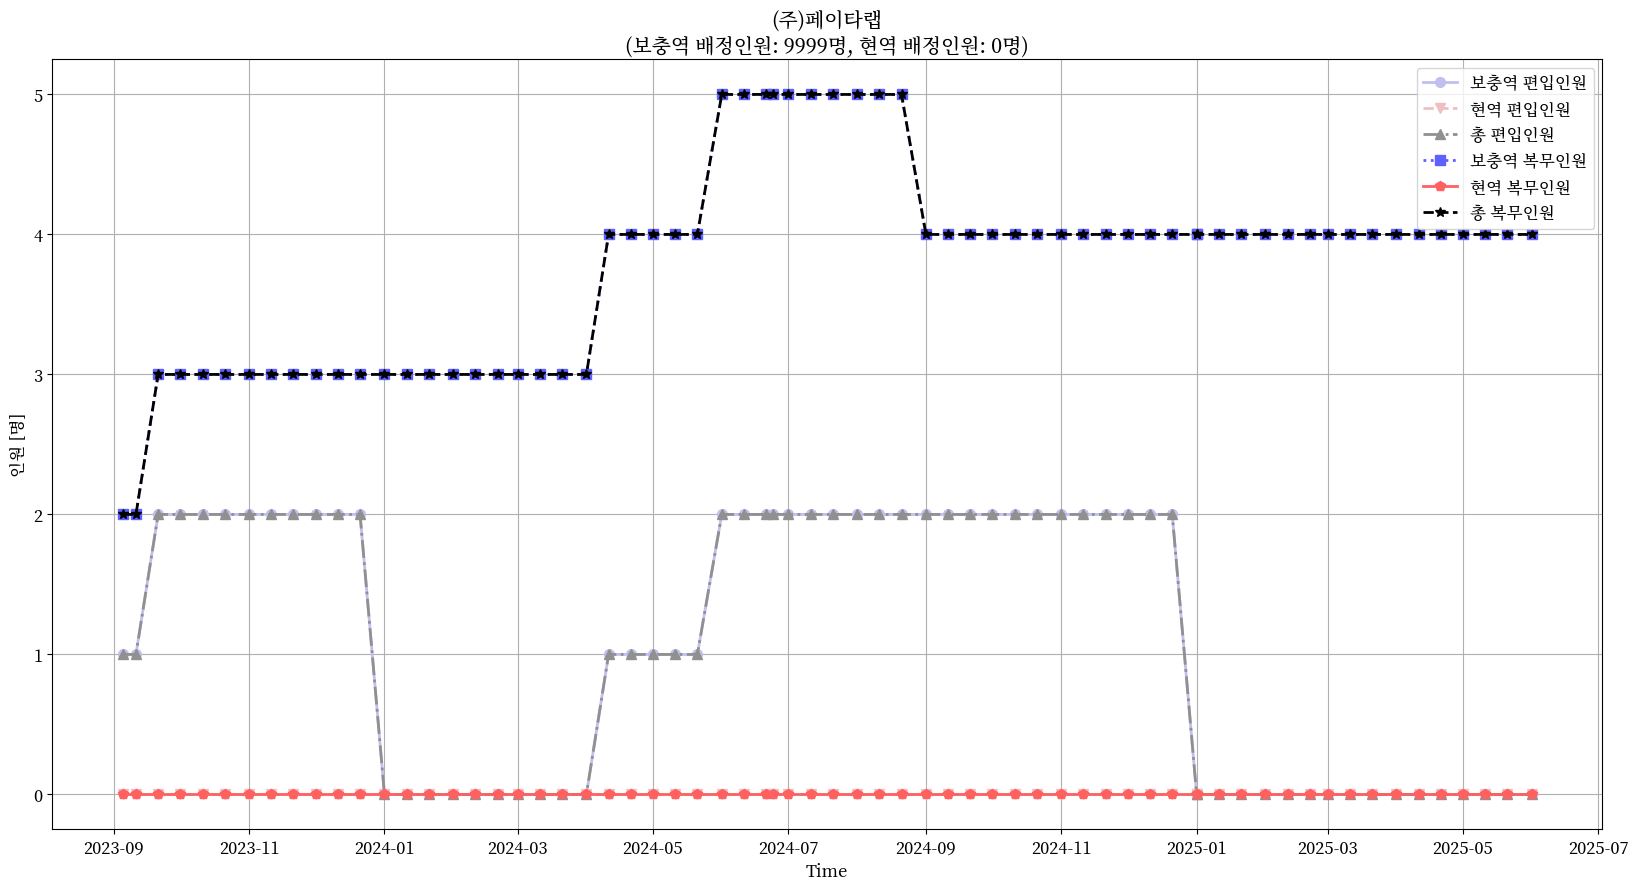 (주)페이타랩
(보충역 배정인원: 9999명, 현역 배정인원: 0명)
보충역 편입인원
현역 편입인원
총 편입인원
보충역 복무인원
현역 복무인원
총 복무인원
인원 [명]
5
4
3
2
1
0
2023-09
2023-11
2024-01
2024-03
2024-05
2024-07
2024-09
2024-11
2025-01
2025-03
2025-05
2025-07
Time